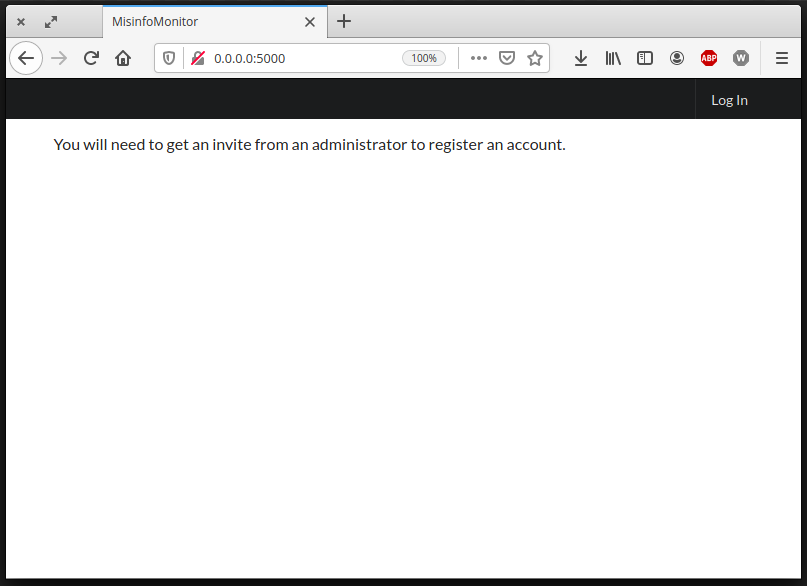 MisinfoMonitor
0.0.0.0:5000 100%
ABP W
Log In
You will need to get an invite from an administrator to register an account.